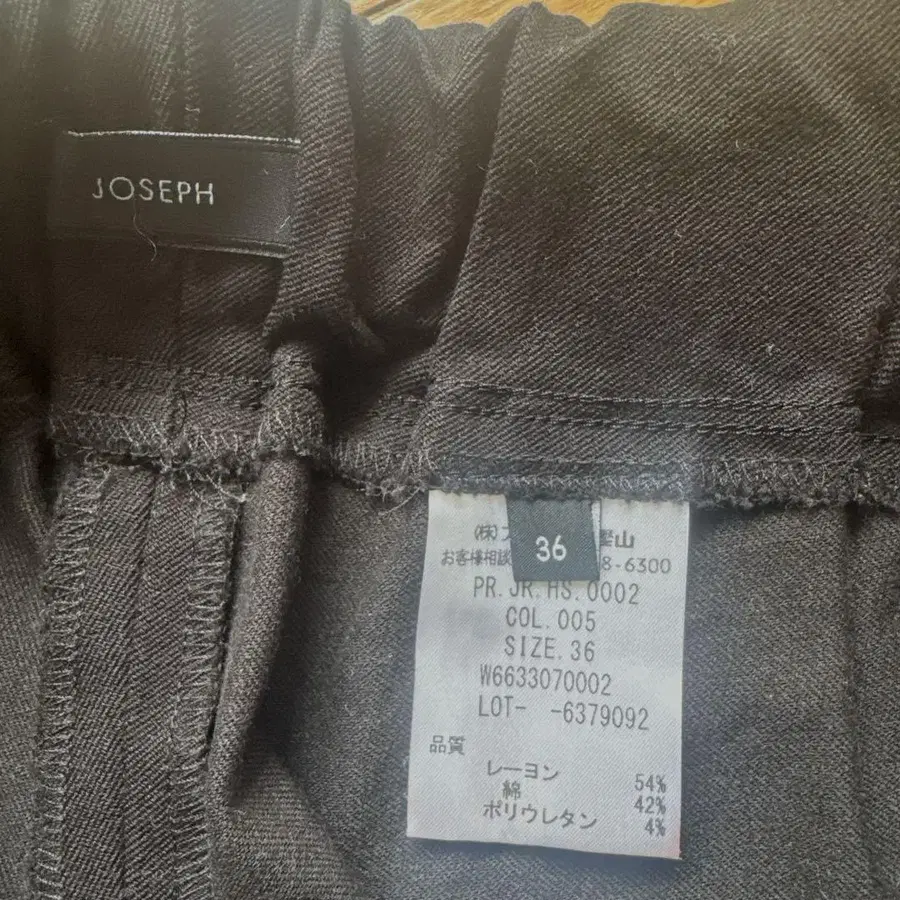 JOSEPH
36
(株)
お客様相談 8-6300
PR.JR.HS.0002
COL.005
SIZE.36
W6633070002
LOT- -6379092
品質
レーヨン 54%
綿 42%
ポリウレタン 4%